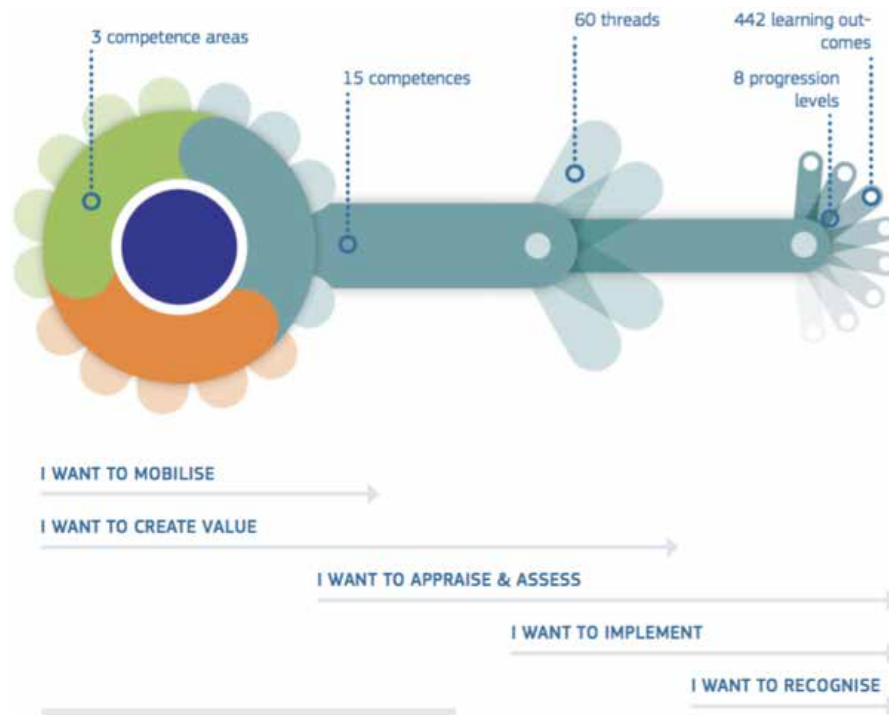 3 competence areas
15 competences
60 threads
442 learning out-
comes
8 progression
levels
I WANT TO MOBILISE
I WANT TO CREATE VALUE
I WANT TO APPRAISE & ASSESS
I WANT TO IMPLEMENT
I WANT TO RECOGNISE